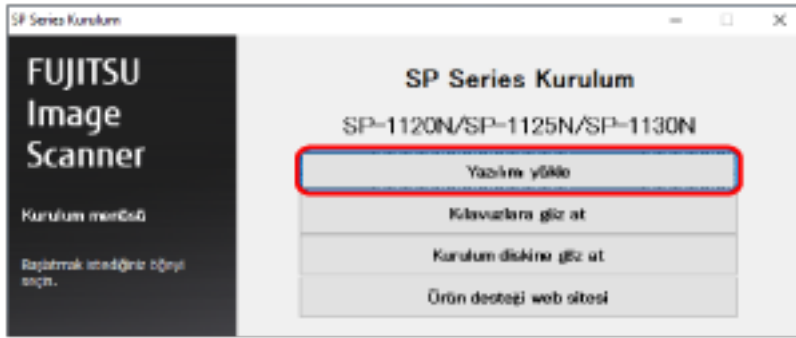 SP Series Kurulum
FUJITSU
Image
Scanner
Kurulum menüsü
Başlatmak istediğiniz öğeyi
seçin.
SP Series Kurulum
SP-1120N/SP-1125N/SP-1130N
Yazılımı yükle
Kılavuzlara göz at
Kurulum diskine göz at
Ürün desteği web sitesi